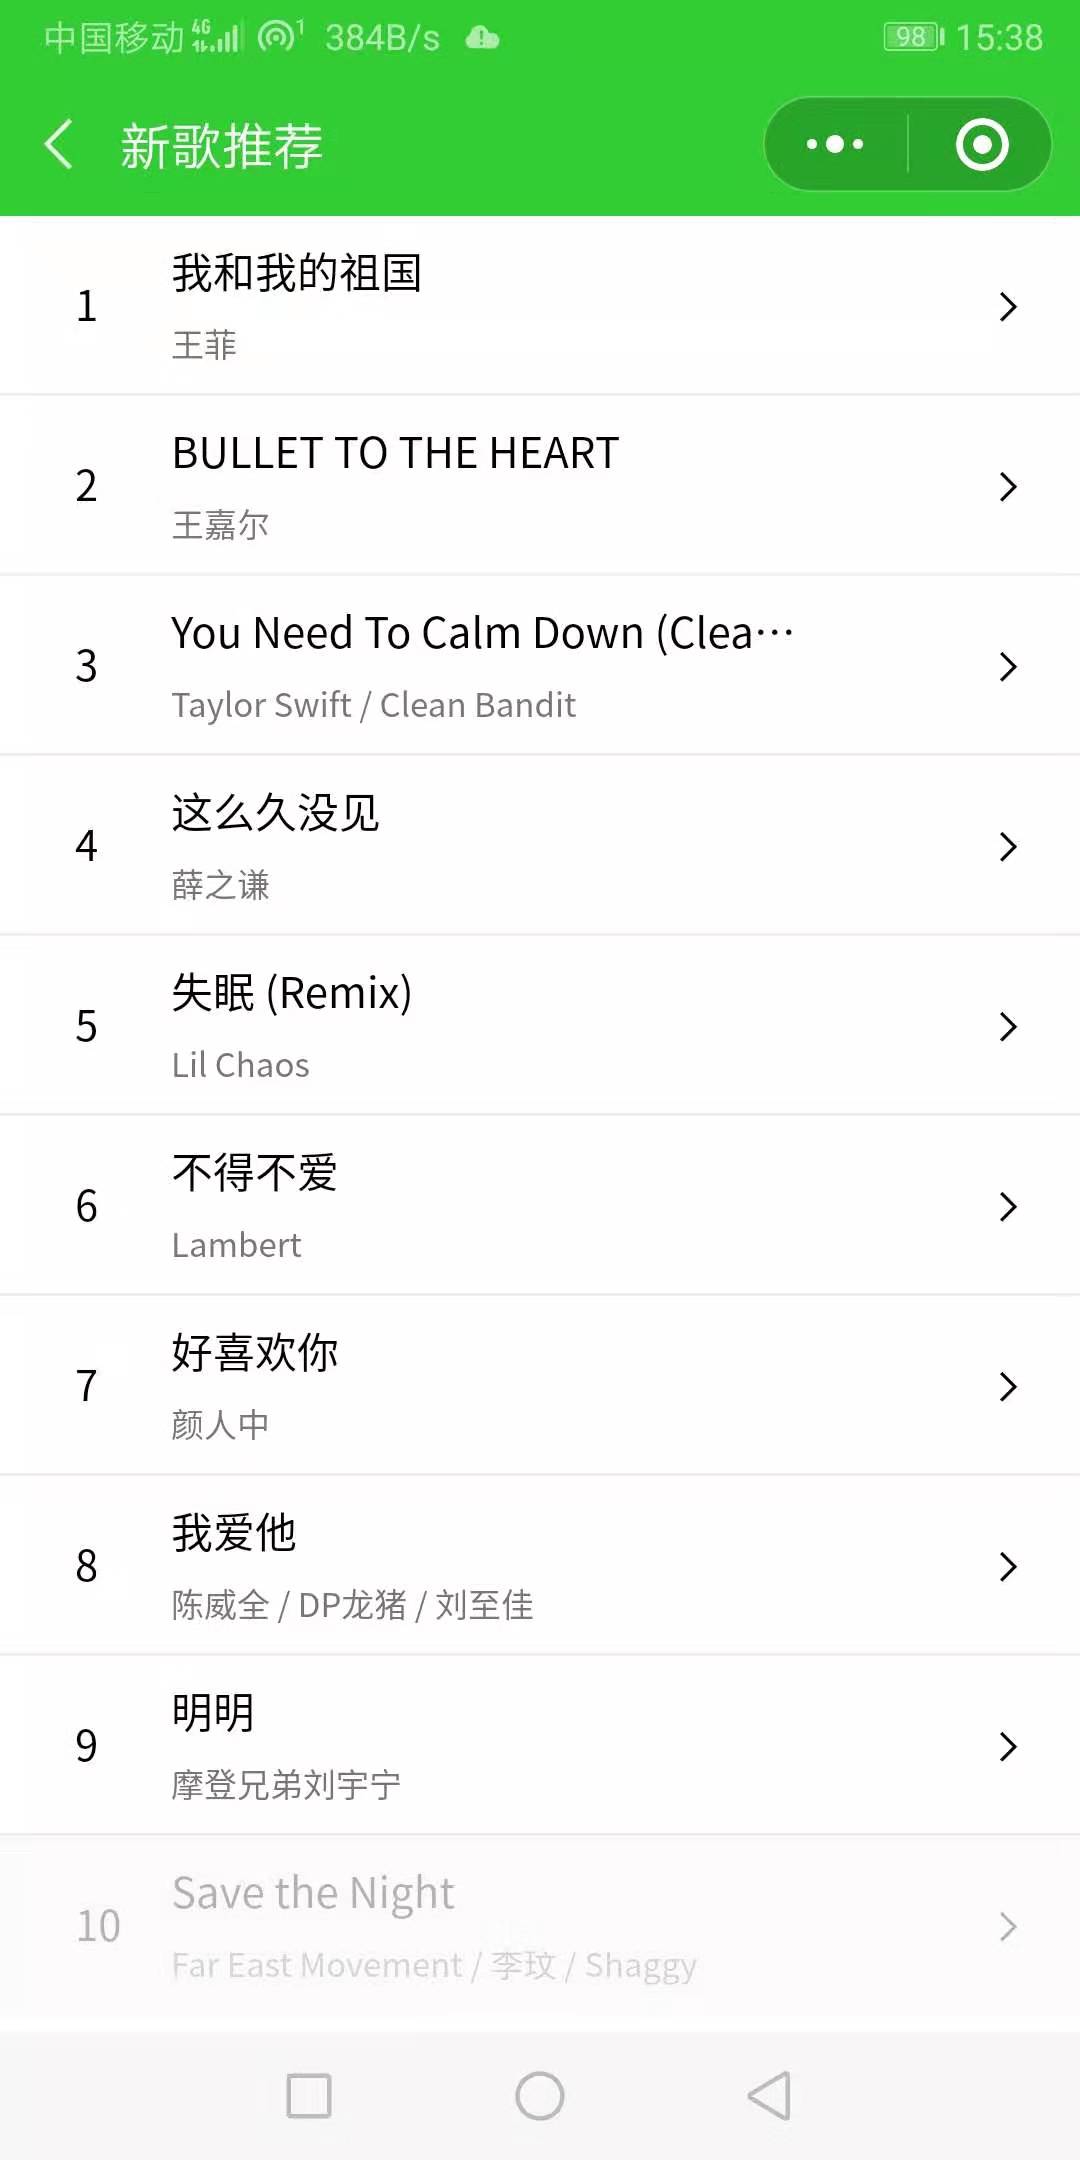 中国移动 4G 1 384B/s 98 15:38
新歌推荐
1
我和我的祖国
王菲
2
BULLET TO THE HEART
王嘉尔
3
You Need To Calm Down (Clea…
Taylor Swift / Clean Bandit
4
这么久没见
薛之谦
5
失眠 (Remix)
Lil Chaos
6
不得不爱
Lambert
7
好喜欢你
颜人中
8
我爱他
陈威全 / DP龙猪 / 刘至佳
9
明明
摩登兄弟刘宇宁
10
Save the Night
Far East Movement / 李玟 / Shaggy